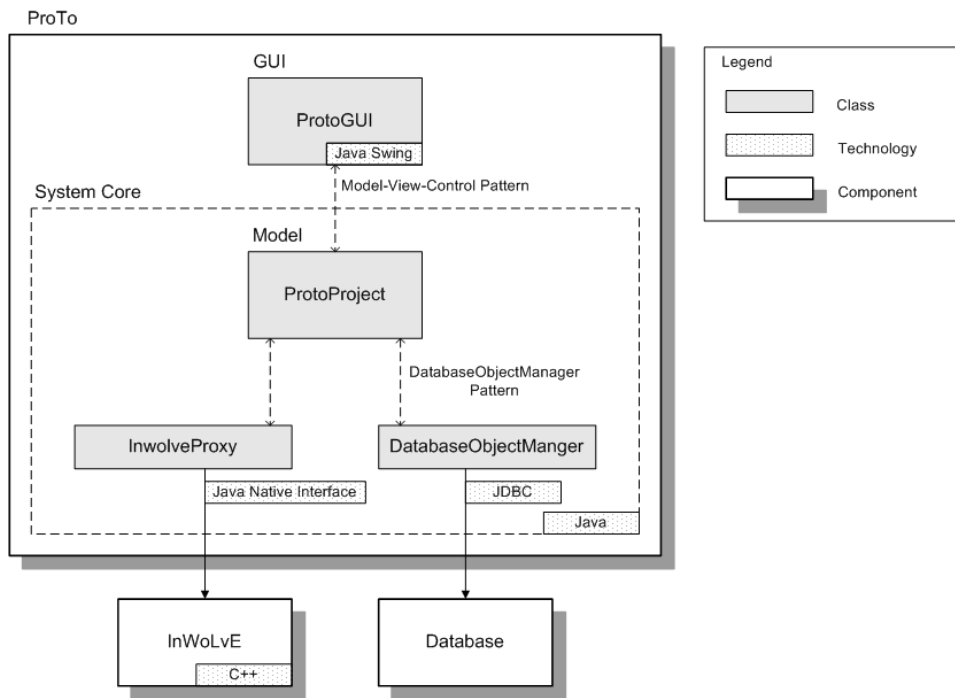 ProTo
GUI
ProtoGUI
Java Swing
Model-View-Control Pattern
System Core
Model
ProtoProject
DatabaseObjectManager
Pattern
InwolveProxy
DatabaseObjectManger
Java Native Interface
JDBC
Java
InWoLvE
C++
Database
Legend
Class
Technology
Component